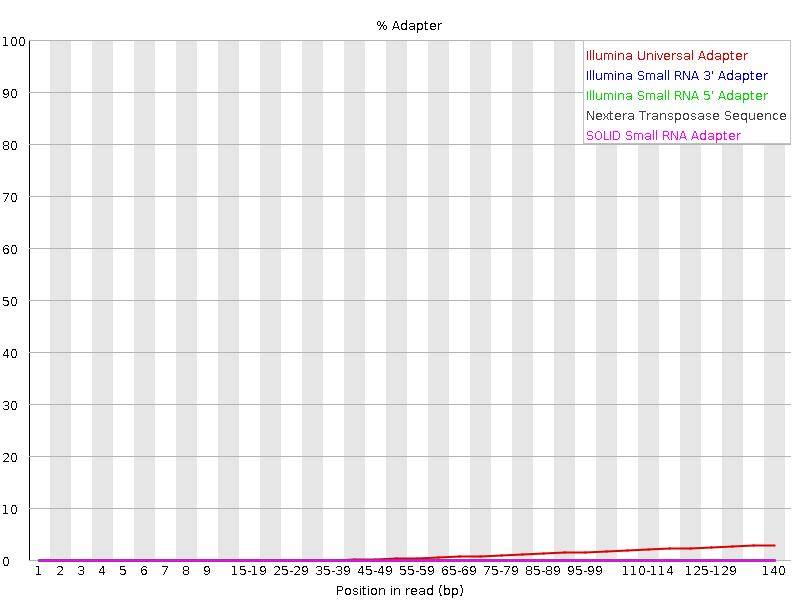 % Adapter
100
90
80
70
60
50
40
30
20
10
0
Illumina Universal Adapter
Illumina Small RNA 3' Adapter
Illumina Small RNA 5' Adapter
Nextera Transposase Sequence
SOLID Small RNA Adapter
1 2 3 4 5 6 7 8 9 15-19 25-29 35-39 45-49 55-59 65-69 75-79 85-89 95-99 110-114 125-129 140
Position in read (bp)